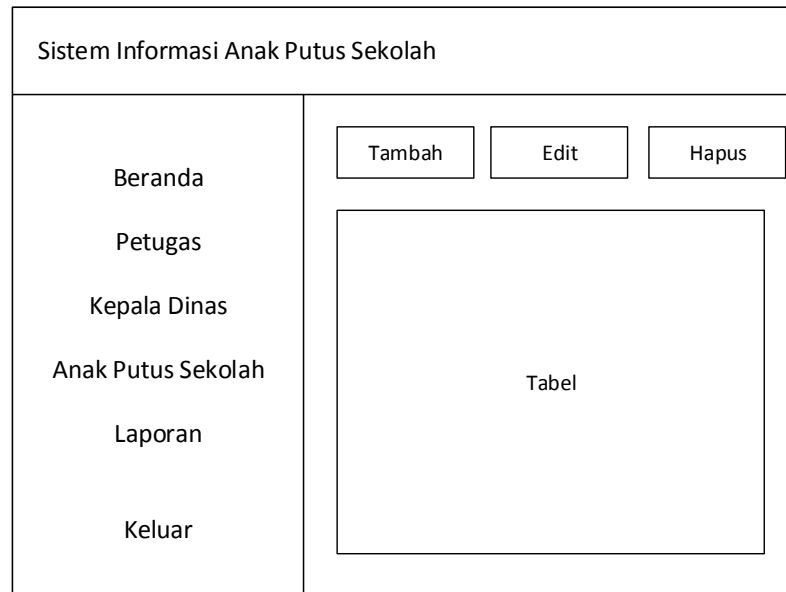 Sistem Informasi Anak Putus Sekolah
Beranda
Petugas
Kepala Dinas
Anak Putus Sekolah
Laporan
Keluar
Tambah
Edit
Hapus
Tabel